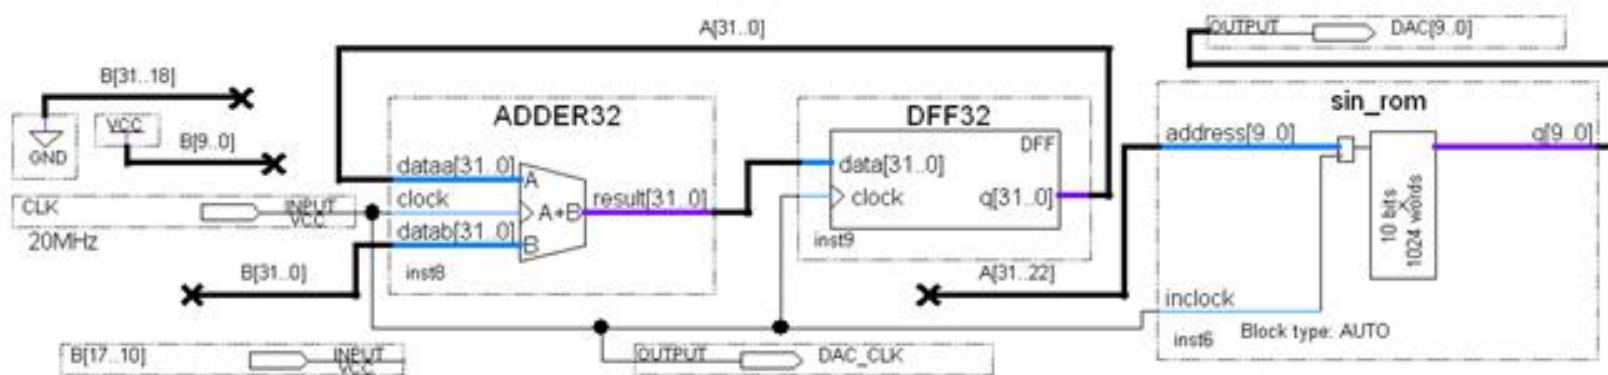 A[31..0]
OUTPUT DAC[9..0]
B[31..18]
GND
VCC
B[9..0]
ADDER32
dataa[31..0]
clock
datab[31..0]
A
A+B
B
result[31..0]
inst8
DFF32
DFF
data[31..0]
clock
q[31..0]
inst9
sin_rom
address[9..0]
q[9..0]
10 bits
x
1024 words
inclock
Block type: AUTO
inst6
CLK
INPUT
VCC
20MHz
B[31..0]
A[31..22]
B[17..10]
INPUT
VCC
OUTPUT DAC_CLK